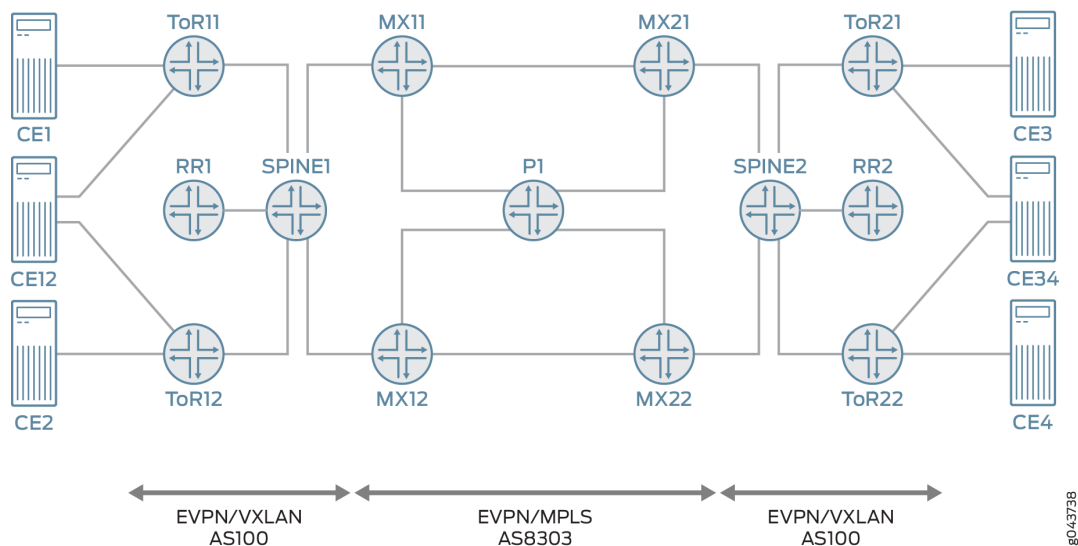 ToR11
MX11
MX21
ToR21
CE1
CE3
RR1
SPINE1
P1
SPINE2
RR2
CE12
CE34
ToR12
MX12
MX22
ToR22
CE2
CE4
EVPN/VXLAN
AS100
EVPN/MPLS
AS8303
EVPN/VXLAN
AS100
g043738